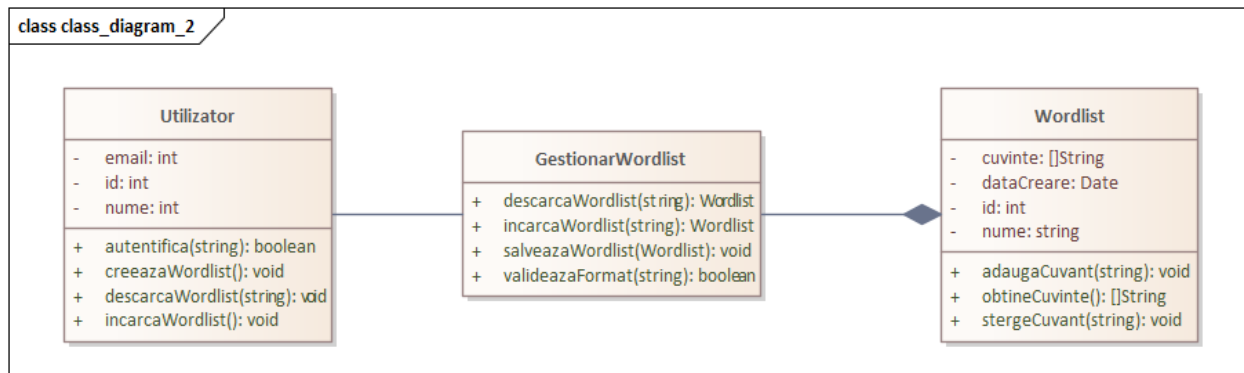 class class_diagram_2
Utilizator
- email: int
- id: int
- nume: int
+ autentifica(string): boolean
+ creeazaWordlist(): void
+ descarcaWordlist(string): void
+ incarcaWordlist(): void
GestionarWordlist
+ descarcaWordlist(string): Wordlist
+ incarcaWordlist(string): Wordlist
+ salveazaWordlist(Wordlist): void
+ valideazaFormat(string): boolean
Wordlist
- cuvinte: []String
- dataCreare: Date
- id: int
- nume: string
+ adaugaCuvant(string): void
+ obtineCuvinte(): []String
+ stergeCuvant(string): void